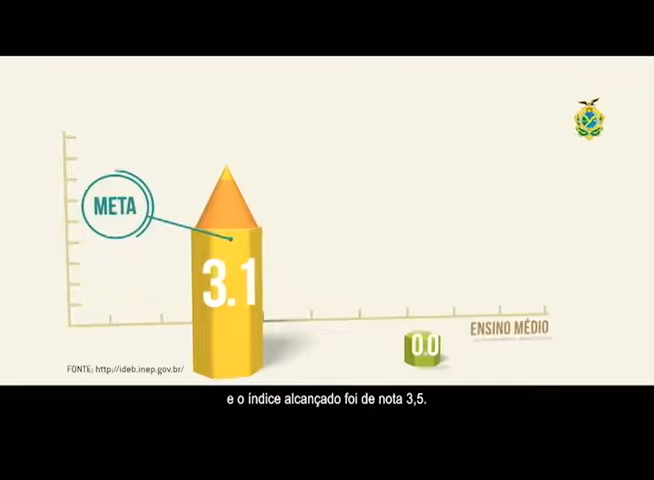 META
3.1
0.0
ENSINO MÉDIO
FONTE: http://ideb.inep.gov.br/
e o índice alcançado foi de nota 3,5.